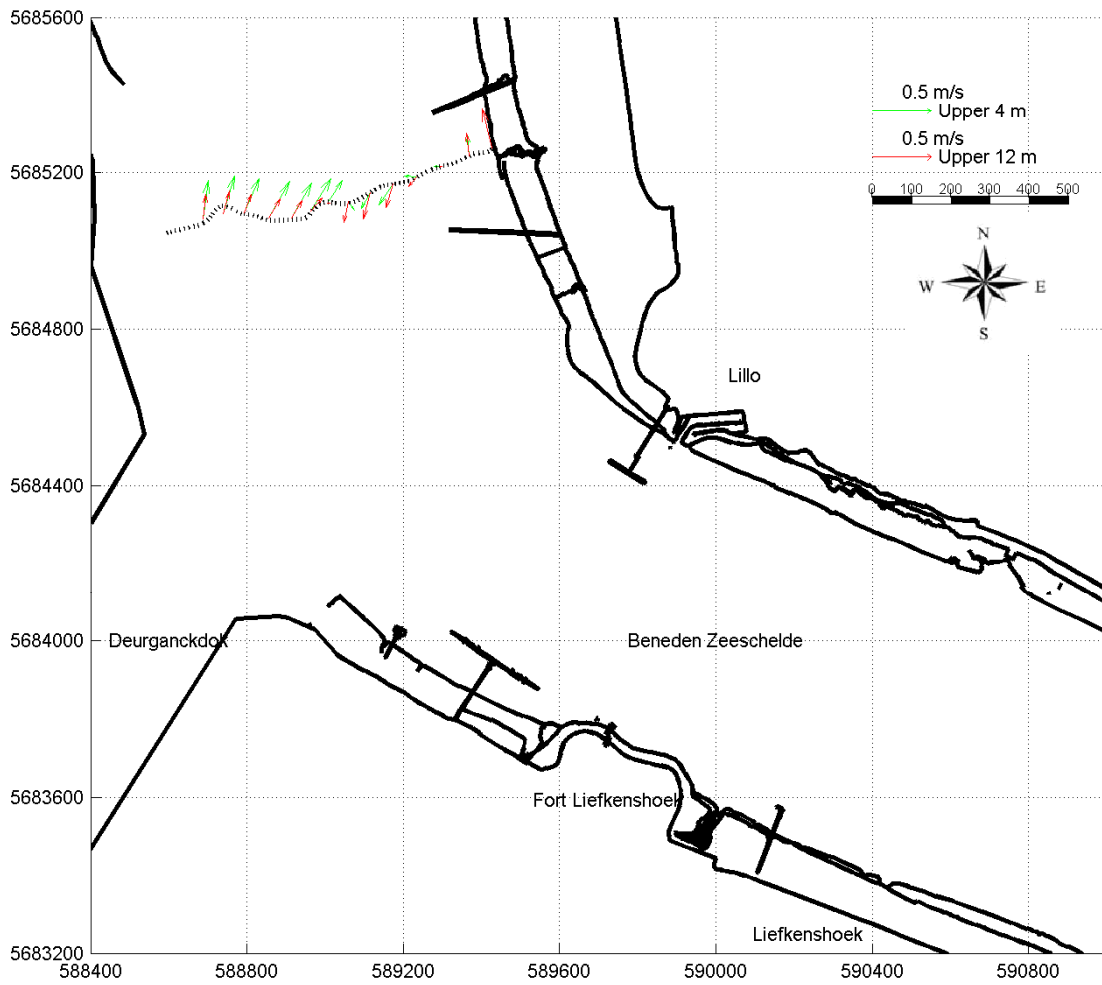 5685600
5685200
5684800
5684400
5684000
5683600
5683200
588400
588800
589200
589600
590000
590400
590800
0.5 m/s
Upper 4 m
0.5 m/s
Upper 12 m
0 100 200 300 400 500
N
W E
S
Lillo
Deurganckdok
Beneden Zeeschelde
Fort Liefkenshoek
Liefkenshoek